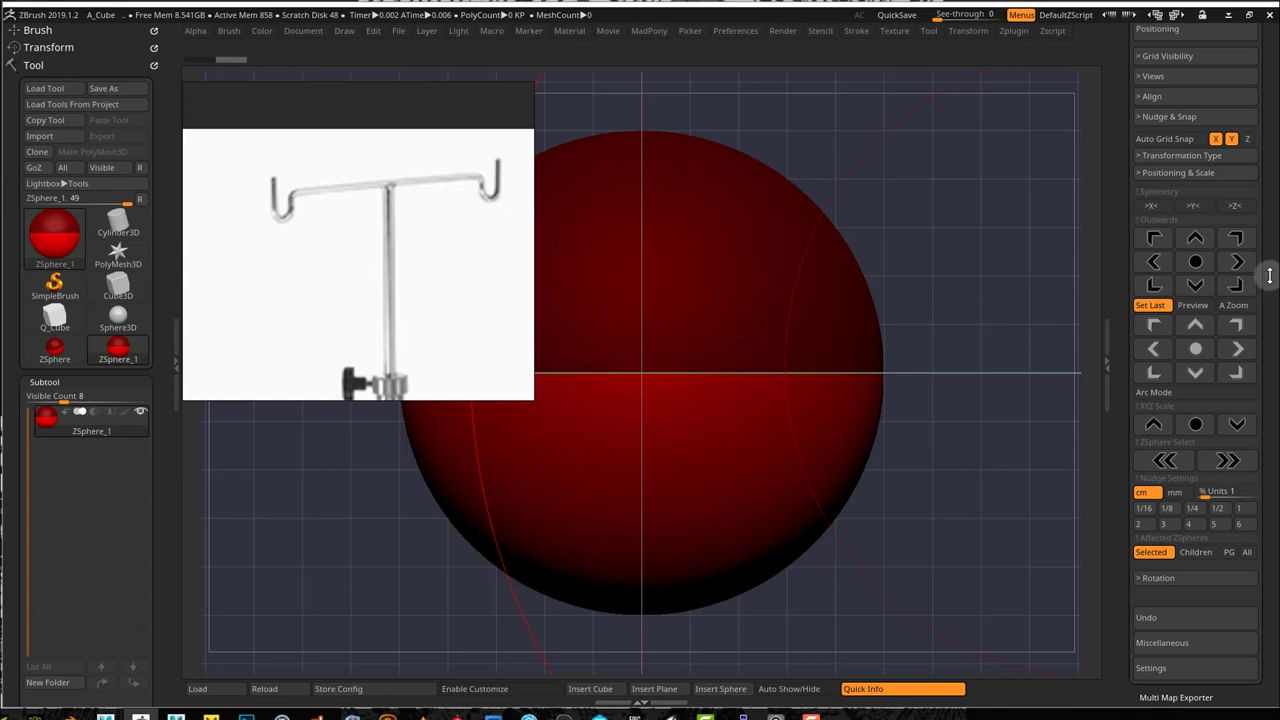 ZBrush 2019.1.2 A_Cube .. • Free Mem 8.541GB • Active Mem 858 • Scratch Disk 48 • Timer▶0.002 ATime▶0.006 • PolyCount▶0 KP • MeshCount▶0 AC QuickSave See-through 0 Menus DefaultZScript
Alpha Brush Color Document Draw Edit File Layer Light Macro Marker Material Movie MadPony Picker Preferences Render Stencil Stroke Texture Tool Transform Zplugin Zscript
Brush
Transform
Tool
Load Tool Save As
Load Tools From Project
Copy Tool Paste Tool
Import Export
Clone Make PolyMesh3D
GoZ All Visible R
Lightbox▶Tools
ZSphere_1. 49 R
ZSphere_1
Cylinder3D
PolyMesh3D
SimpleBrush Cube3D
Q_Cube Sphere3D
ZSphere ZSphere_1
Subtool
Visible Count 8
ZSphere_1
List All
New Folder
Positioning
> Grid Visibility
> Views
> Align
> Nudge & Snap
Auto Grid Snap X Y Z
> Transformation Type
> Positioning & Scale
! Symmetry
>X< >Y< >Z<
! Outwards
Set Last Preview A Zoom
Arc Mode
! XYZ Scale
! ZSphere Select
! Nudge Settings
cm mm % Units 1
1/16 1/8 1/4 1/2 1
2 3 4 5 6
! Affected ZSpheres
Selected Children PG All
> Rotation
Undo
Miscellaneous
Settings
Multi Map Exporter
Load Reload Store Config Enable Customize Insert Cube Insert Plane Insert Sphere Auto Show/Hide Quick Info